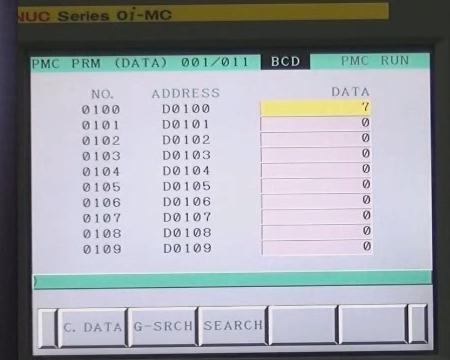 NUC Series 0i-MC
PMC PRM (DATA) 001/011 BCD PMC RUN
NO. ADDRESS DATA
0100 D0100 7
0101 D0101 0
0102 D0102 0
0103 D0103 0
0104 D0104 0
0105 D0105 0
0106 D0106 0
0107 D0107 0
0108 D0108 0
0109 D0109 0
)
C. DATA G-SRCH SEARCH